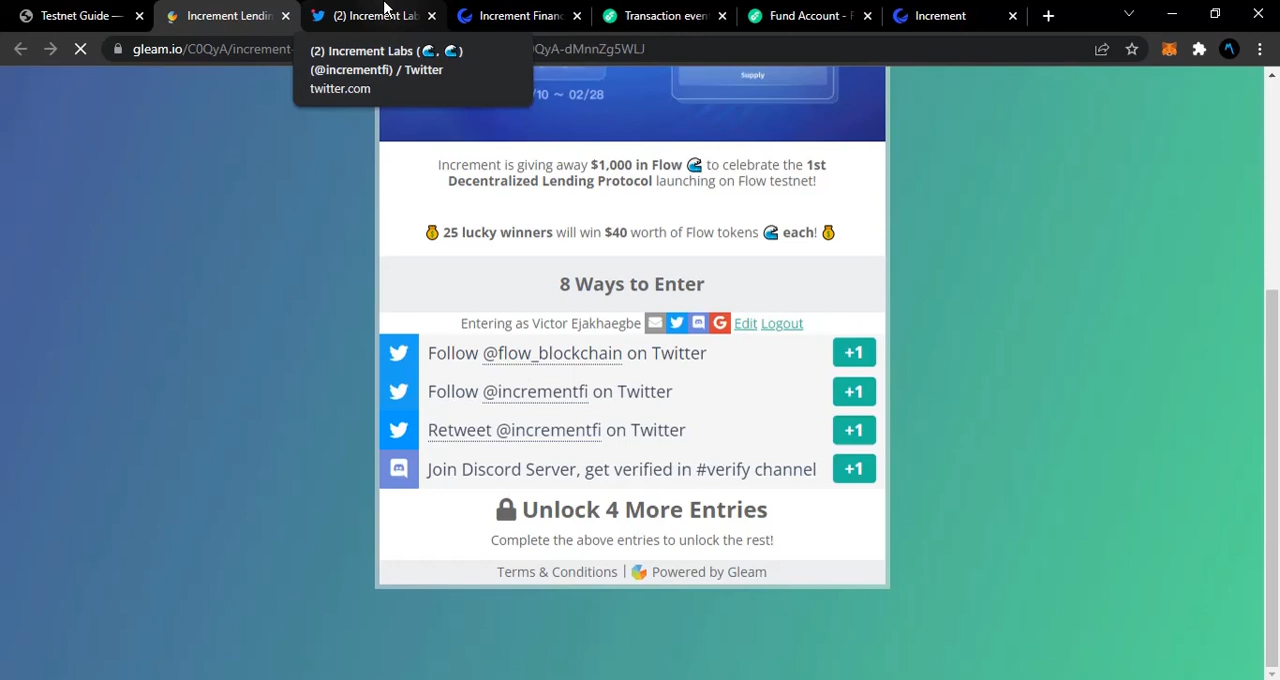 Testnet Guide —
Increment Lendin
(2) Increment Lab
Increment Financ
Transaction even
Fund Account - F
Increment
gleam.io/C0QyA/increment-
QyA-dMnnZg5WLJ
(2) Increment Labs (🌊, 🌊)
(@incrementfi) / Twitter
twitter.com
Supply
/10 ~ 02/28
Increment is giving away $1,000 in Flow 🌊 to celebrate the 1st
Decentralized Lending Protocol launching on Flow testnet!
💰 25 lucky winners will win $40 worth of Flow tokens 🌊 each! 💰
8 Ways to Enter
Entering as Victor Ejakhaegbe Edit Logout
Follow @flow_blockchain on Twitter +1
Follow @incrementfi on Twitter +1
Retweet @incrementfi on Twitter +1
Join Discord Server, get verified in #verify channel +1
Unlock 4 More Entries
Complete the above entries to unlock the rest!
Terms & Conditions | Powered by Gleam